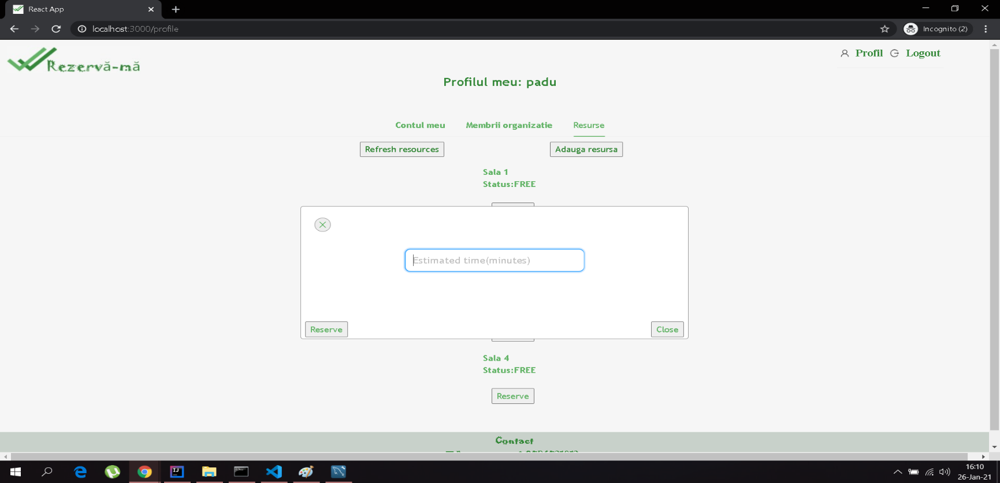 React App
localhost:3000/profile
Incognito (2)
Rezervă-mă
Profil
Logout
Profilul meu: padu
Contul meu
Membrii organizatie
Resurse
Refresh resources
Adauga resursa
Sala 1
Status:FREE
Estimated time(minutes)
Reserve
Close
Sala 4
Status:FREE
Reserve
Contact
16:10
26-Jan-21